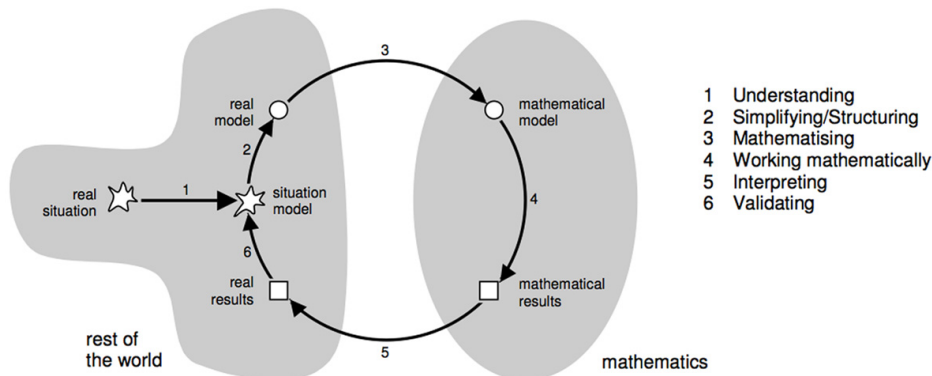 3
real
model
mathematical
model
2
1
real
situation
situation
model
4
6
real
results
mathematical
results
5
rest of
the world
mathematics
1 Understanding
2 Simplifying/Structuring
3 Mathematising
4 Working mathematically
5 Interpreting
6 Validating